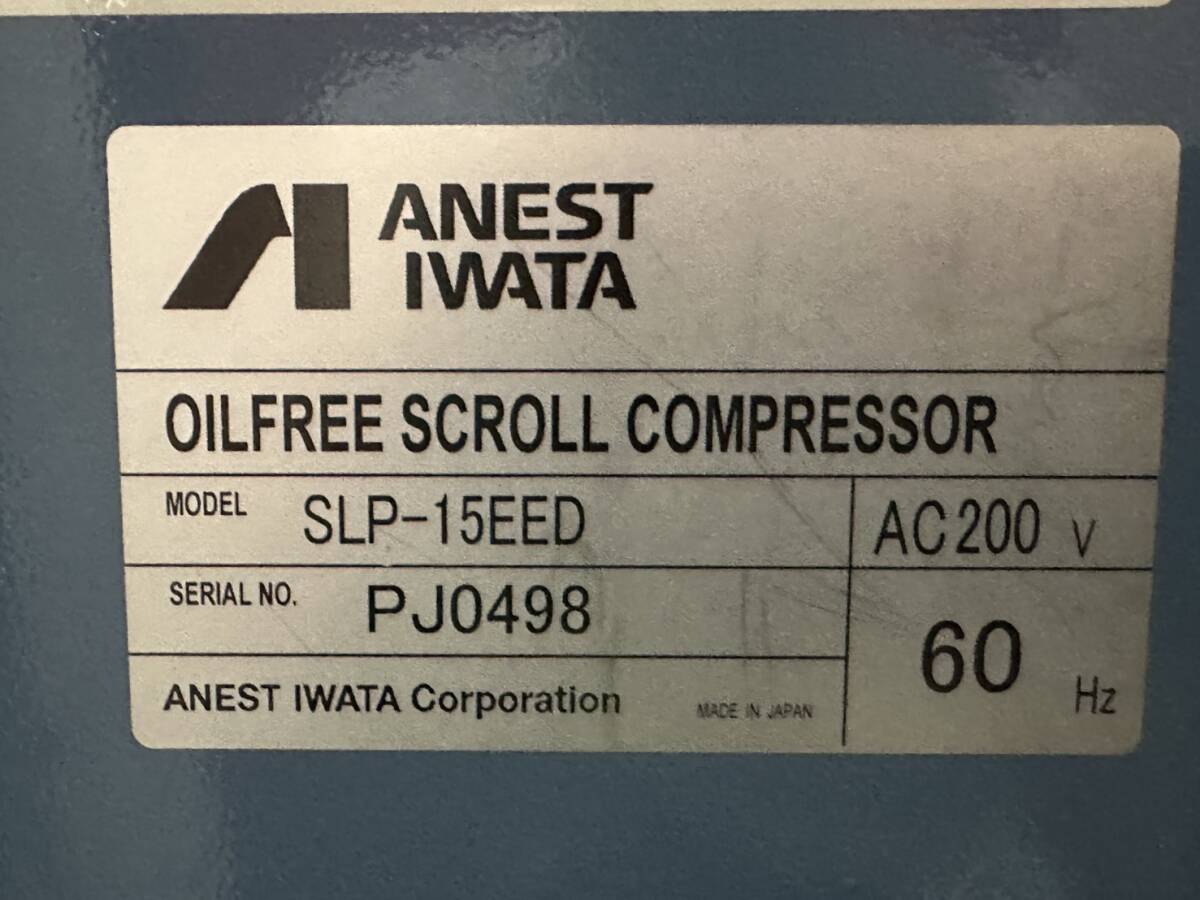 ANEST
IWATA
OILFREE SCROLL COMPRESSOR
MODEL SLP-15EED AC200 V
SERIAL NO. PJ0498
60 Hz
ANEST IWATA Corporation MADE IN JAPAN